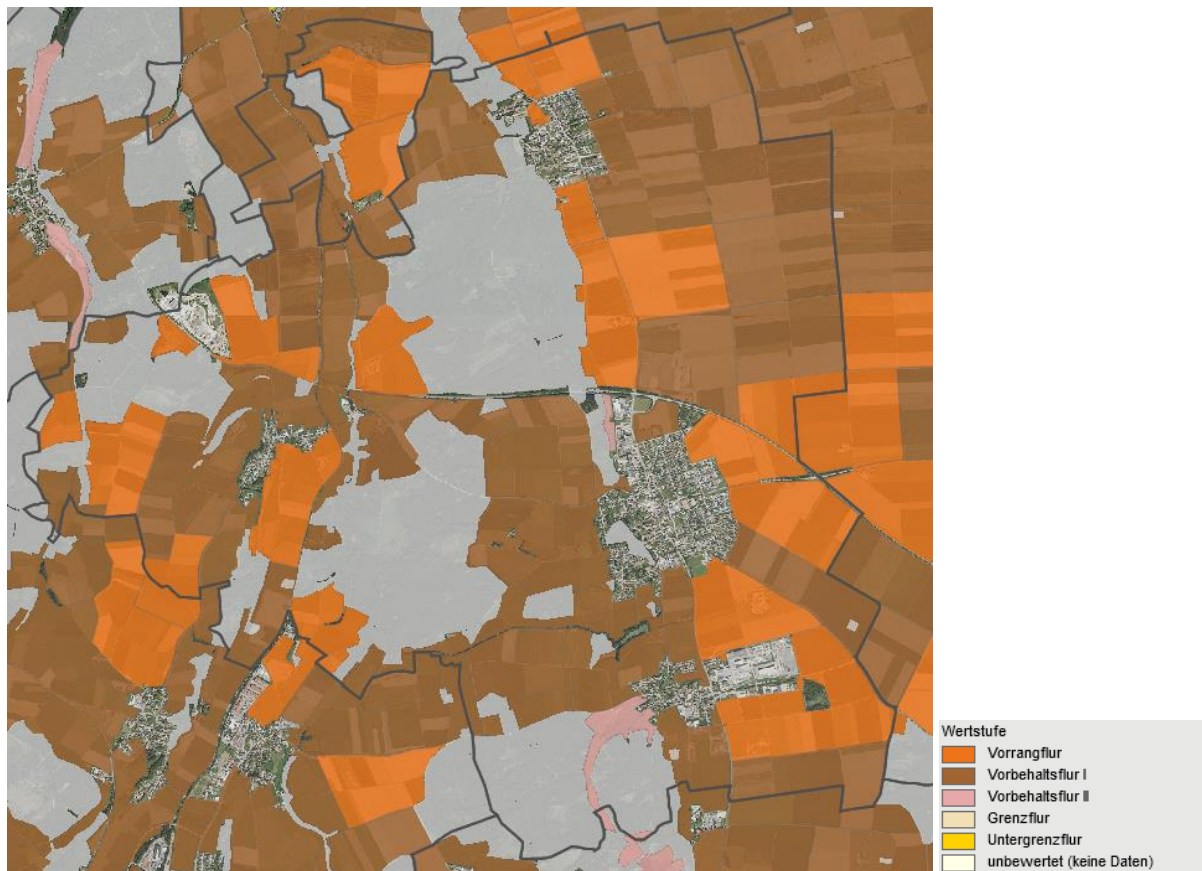 Wertstufe
Vorrangflur
Vorbehaltsflur I
Vorbehaltsflur II
Grenzflur
Untergrenzflur
unbewertet (keine Daten)